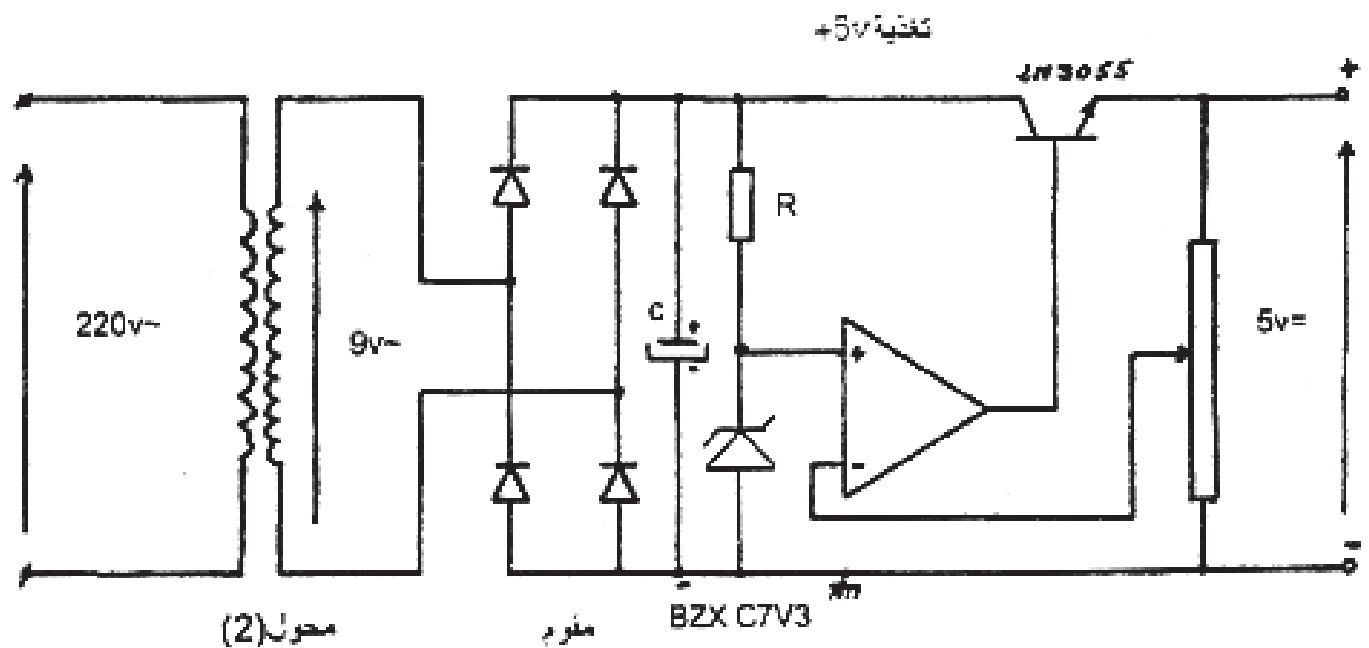 +5v تغذية
2N3055
+
R
C
+
-
220v~
9v~
+
-
5v=
-
-
BZX C7V3
محول(2)
مقوم